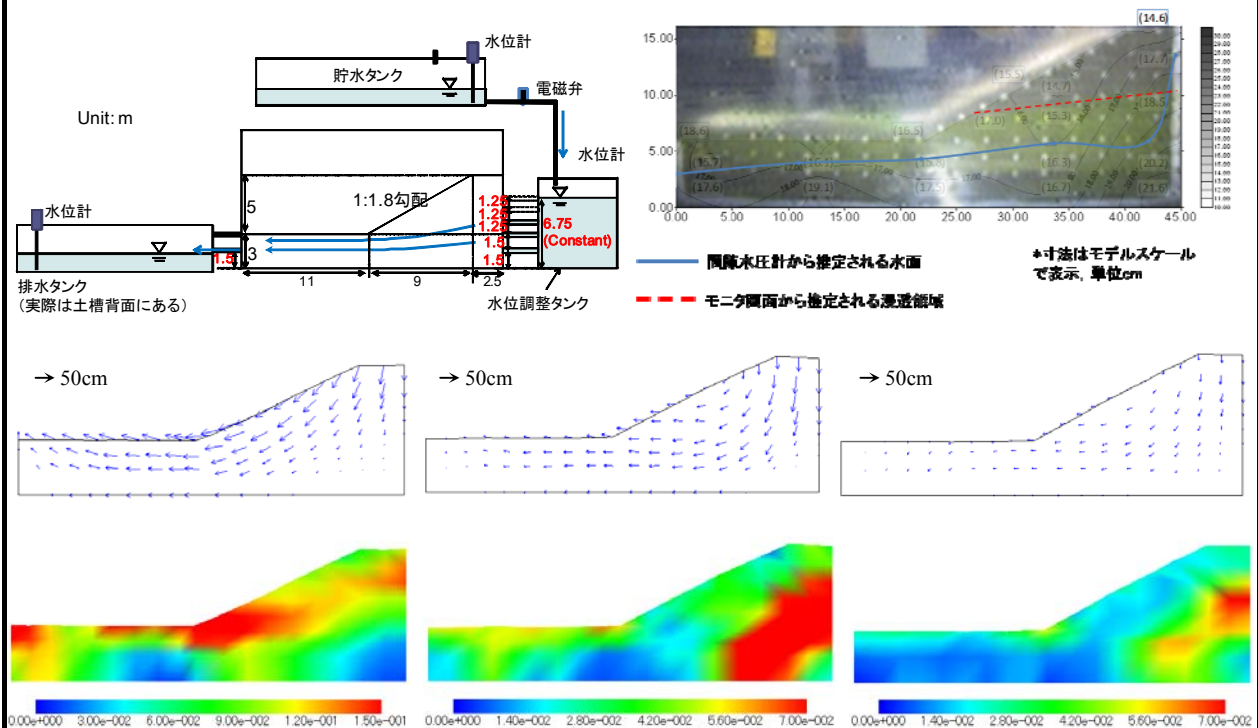 水位計
貯水タンク
電磁弁
Unit: m
水位計
水位計
1:1.8勾配
1.25
1.25
1.25
1.5
1.5
1.5
6.75
(Constant)
5
3
11
9
2.5
排水タンク
(実際は土槽背面にある)
水位調整タンク
(14.6)
15.00
10.00
5.00
0.00
0.00 5.00 10.00 15.00 20.00 25.00 30.00 35.00 40.00 45.00
(15.5)
(14.7)
(17.7)
(18.6)
(16.5)
(17.0)
(15.3)
(18.5)
(15.7)
(16.3)
(20.2)
(17.6)
(19.1)
(17.5)
(16.7)
(21.6)
間隙水圧計から推定される水面
モニタ画面から推定される浸透領域
*寸法はモデルスケール
で表示, 単位cm
→ 50cm
→ 50cm
→ 50cm
0.00e+000 3.00e-002 6.00e-002 9.00e-002 1.20e-001 1.50e-001
0.00e+000 1.40e-002 2.80e-002 4.20e-002 5.60e-002 7.00e-002
0.00e+000 1.40e-002 2.80e-002 4.20e-002 5.60e-002 7.00e-002